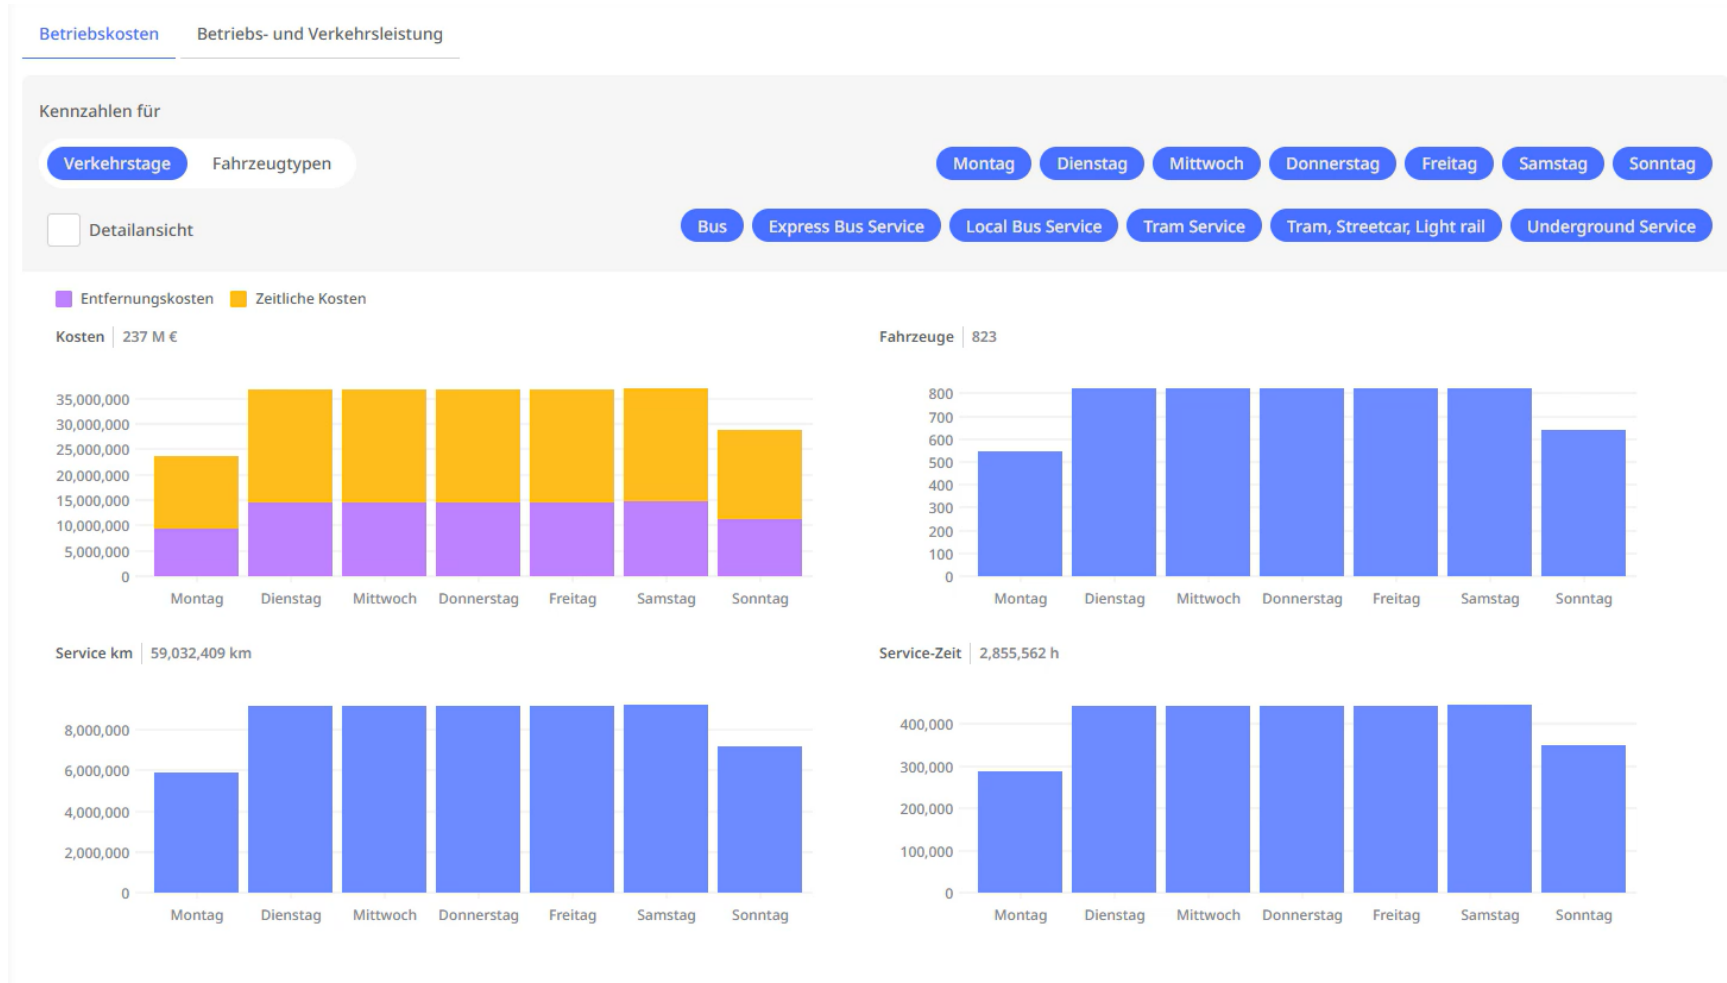 Betriebskosten Betriebs- und Verkehrsleistung
Kennzahlen für
Verkehrstage Fahrzeugtypen Montag Dienstag Mittwoch Donnerstag Freitag Samstag Sonntag
Detailansicht Bus Express Bus Service Local Bus Service Tram Service Tram, Streetcar, Light rail Underground Service
Entfernungskosten Zeitliche Kosten
Kosten 237 M €
35,000,000
30,000,000
25,000,000
20,000,000
15,000,000
10,000,000
5,000,000
0
Montag Dienstag Mittwoch Donnerstag Freitag Samstag Sonntag
Fahrzeuge 823
800
700
600
500
400
300
200
100
0
Montag Dienstag Mittwoch Donnerstag Freitag Samstag Sonntag
Service km 59,032,409 km
8,000,000
6,000,000
4,000,000
2,000,000
0
Montag Dienstag Mittwoch Donnerstag Freitag Samstag Sonntag
Service-Zeit 2,855,562 h
400,000
300,000
200,000
100,000
0
Montag Dienstag Mittwoch Donnerstag Freitag Samstag Sonntag